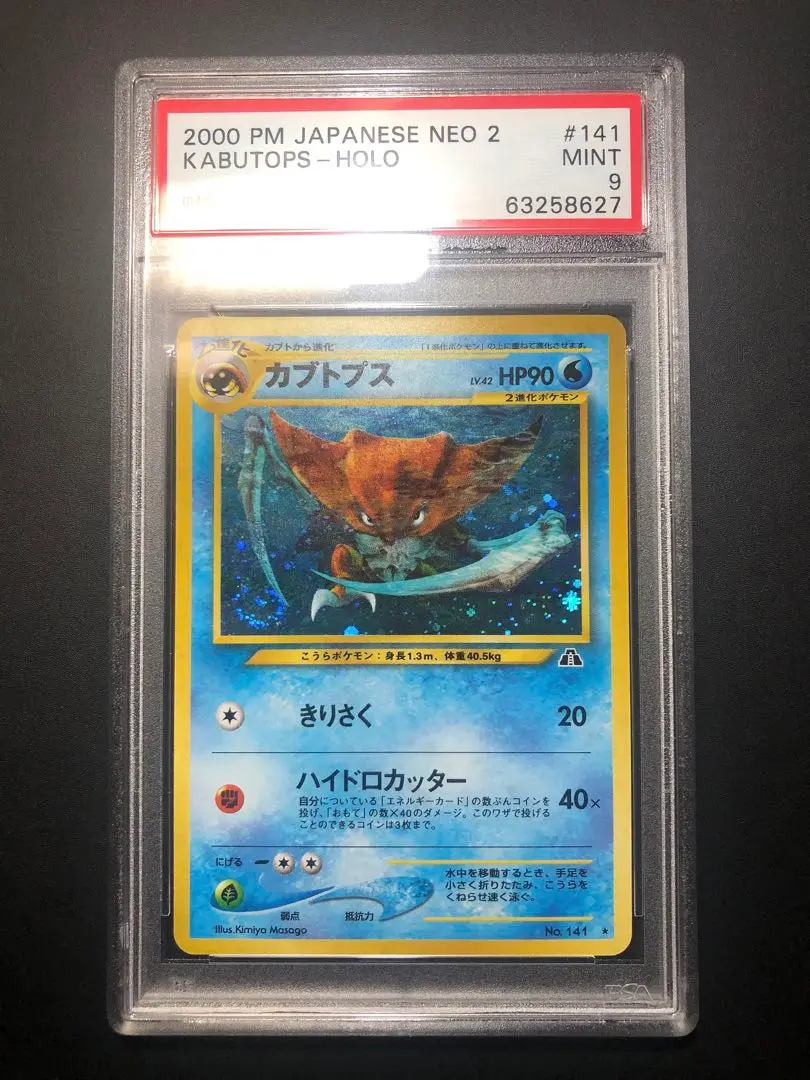 2000 PM JAPANESE NEO 2 #141
KABUTOPS-HOLO MINT
9
63258627
2進化 カブトから進化 「1進化ポケモン」の上に重ねて進化させます。
カブトプス LV.42 HP90
2進化ポケモン
こうらポケモン：身長1.3m、体重40.5kg
きりさく 20
ハイドロカッター
自分についている「エネルギーカード」の数ぶんコインを
投げ、「おもて」の数×40のダメージ。このワザで投げる
ことのできるコインは3枚まで。
40×
にげる
水中を移動するとき、手足を
小さく折りたたみ、こうらを
くねらせ速く泳ぐ。
弱点 抵抗力
Illus.Kimiya Masago No. 141 ★
PSA